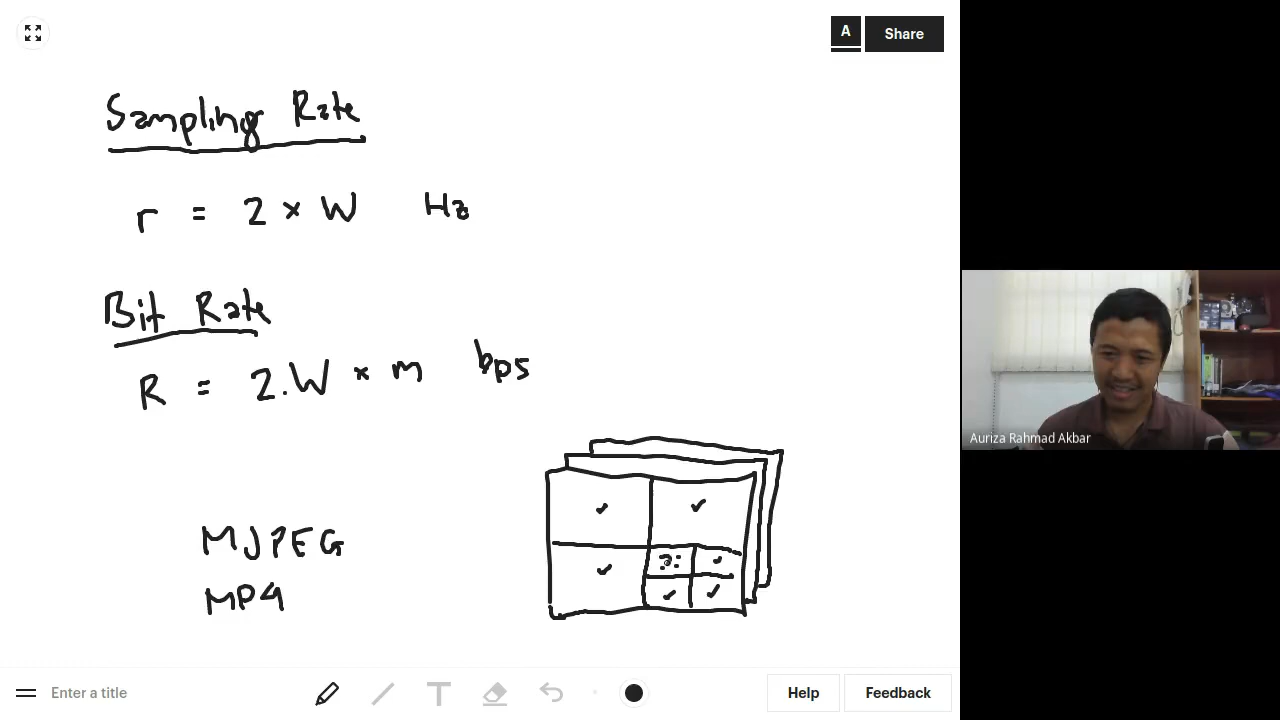 A
Share
Sampling Rate
r = 2 × W Hz
Bit Rate
R = 2.W × m bps
MJPEG
MP4
Auriza Rahmad Akbar
Enter a title
T
Help
Feedback